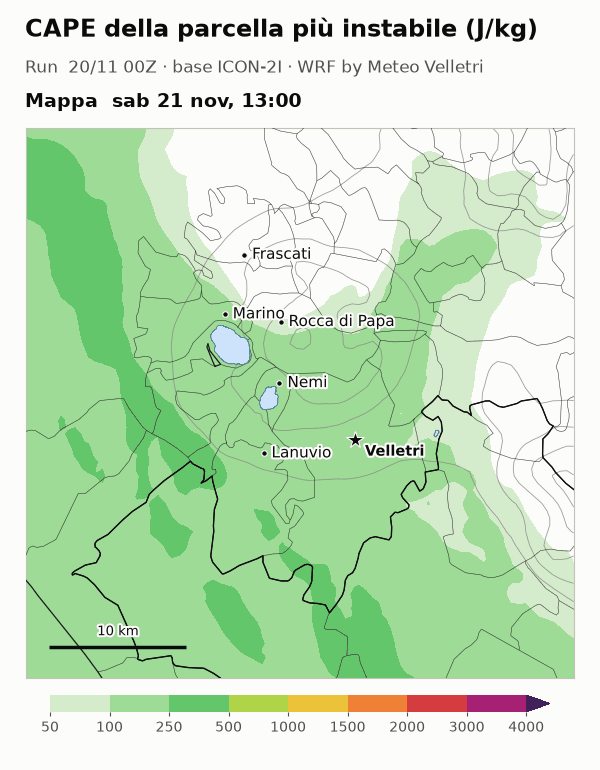 CAPE della parcella più instabile (J/kg)
Run 20/11 00Z · base ICON-2I · WRF by Meteo Velletri
Mappa sab 21 nov, 13:00
Frascati
Marino
Rocca di Papa
Nemi
Velletri
Lanuvio
10 km
50 100 250 500 1000 1500 2000 3000 4000